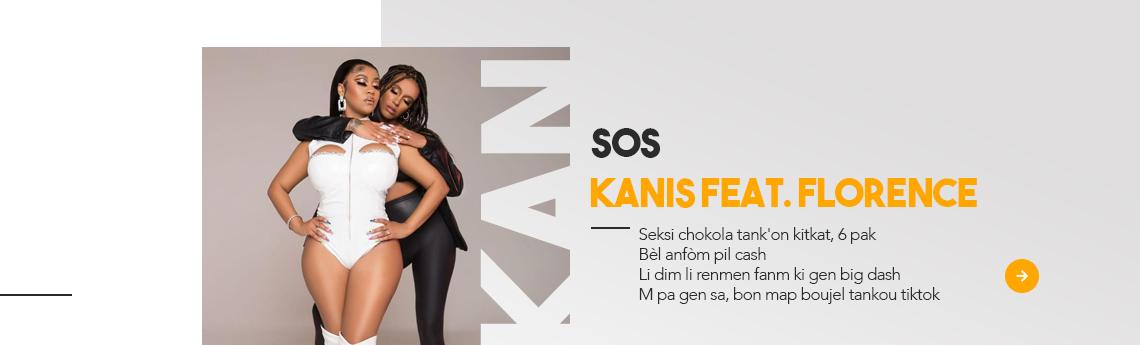 KAN
SOS
KANIS FEAT. FLORENCE
Seksi chokola tank'on kitkat, 6 pak
Bèl anfòm pil cash
Li dim li renmen fanm ki gen big dash
M pa gen sa, bon map boujel tankou tiktok